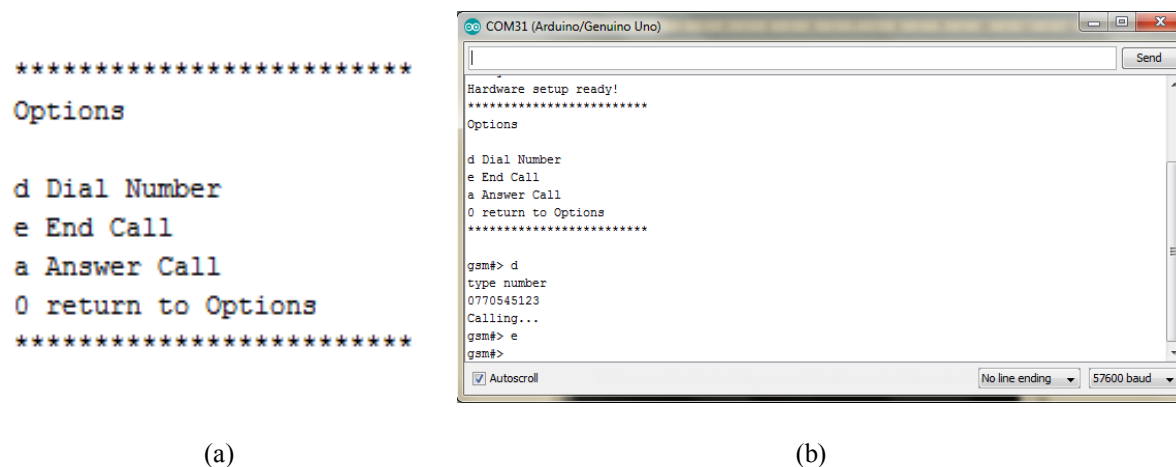 *************************
Options
d Dial Number
e End Call
a Answer Call
0 return to Options
*************************
(a)
COM31 (Arduino/Genuino Uno)
Send
Hardware setup ready!
*************************
Options
d Dial Number
e End Call
a Answer Call
0 return to Options
*************************
gsm#> d
type number
0770545123
Calling...
gsm#> e
gsm#>
Autoscroll
No line ending
57600 baud
(b)